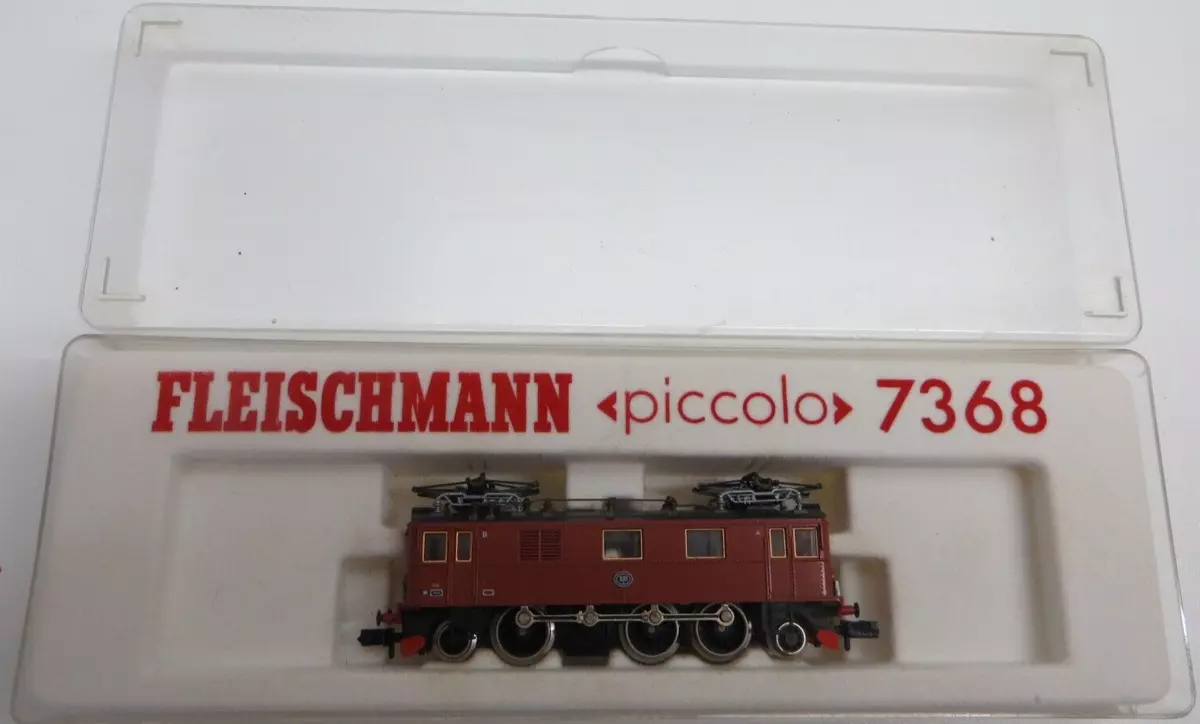 FLEISCHMANN «piccolo» 7368
B A